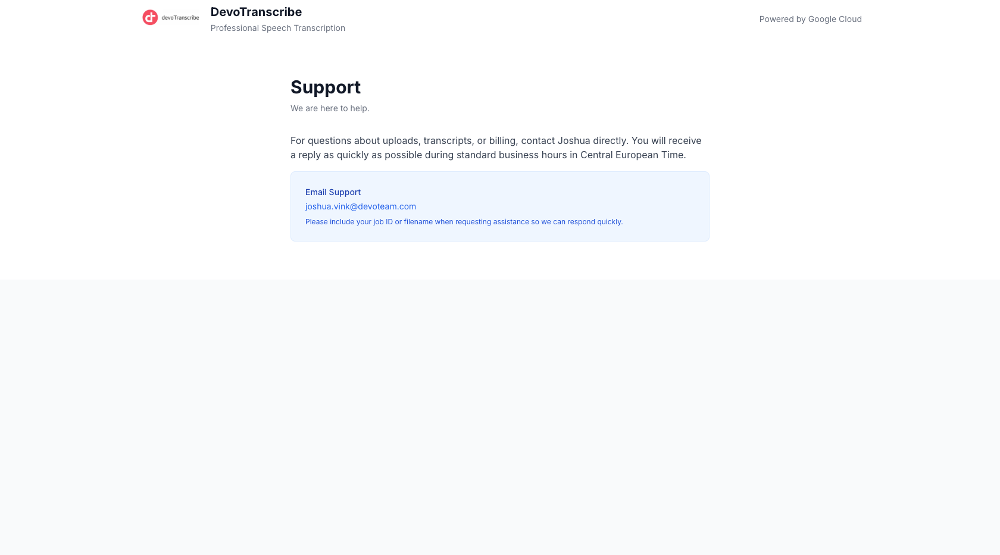 devoTranscribe
DevoTranscribe
Professional Speech Transcription
Powered by Google Cloud
Support
We are here to help.
For questions about uploads, transcripts, or billing, contact Joshua directly. You will receive
a reply as quickly as possible during standard business hours in Central European Time.
Email Support
joshua.vink@devoteam.com
Please include your job ID or filename when requesting assistance so we can respond quickly.